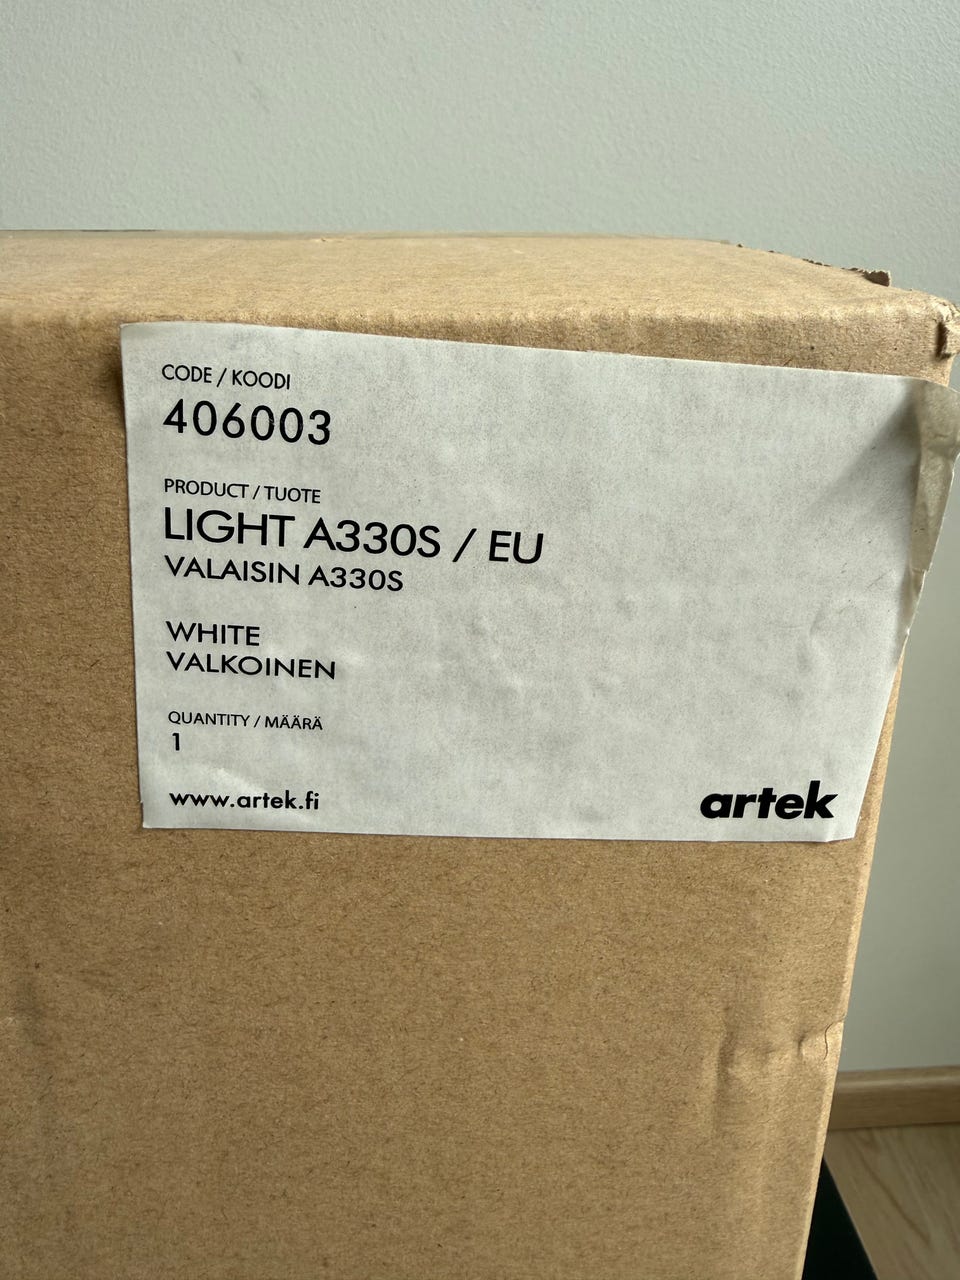 CODE / KOODI
406003
PRODUCT / TUOTE
LIGHT A330S / EU
VALAISIN A330S
WHITE
VALKOINEN
QUANTITY / MÄÄRÄ
1
www.artek.fi
artek